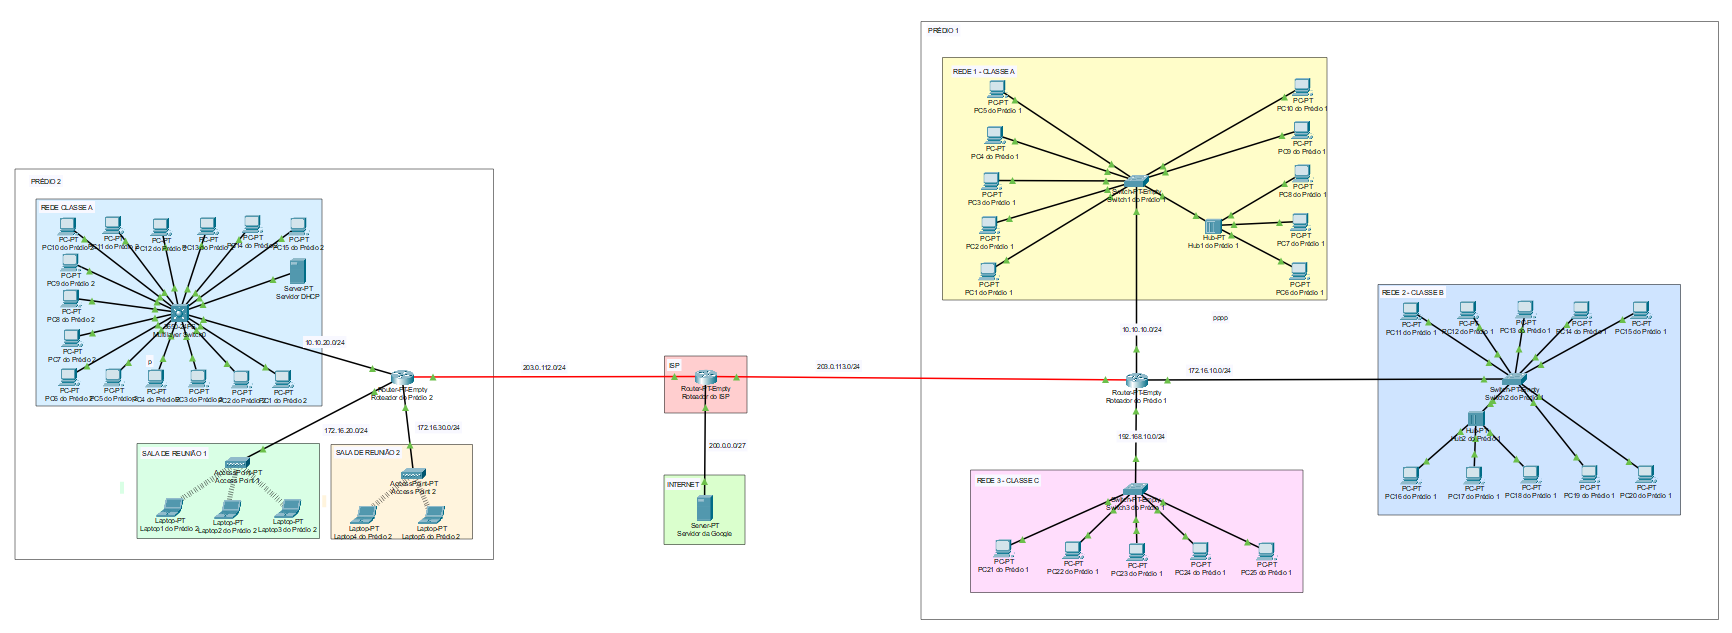 PRÉDIO 1
REDE 1 - CLASSE A
PC-PT
PC5 do Prédio 1
PC-PT
PC10 do Prédio 1
PC-PT
PC4 do Prédio 1
PC-PT
PC9 do Prédio 1
PC-PT
PC3 do Prédio 1
PC-PT
PC8 do Prédio 1
Switch-PT-Empty
Switch1 do Prédio 1
PC-PT
PC2 do Prédio 1
Hub-PT
Hub1 do Prédio 1
PC-PT
PC7 do Prédio 1
PC-PT
PC1 do Prédio 1
PC-PT
PC6 do Prédio 1
pppp
10.10.10.0/24
PRÉDIO 2
REDE CLASSE A
PC-PT
PC10 do Prédio 2
PC-PT
PC11 do Prédio 2
PC-PT
PC12 do Prédio 2
PC-PT
PC13 do Prédio 2
PC-PT
PC14 do Prédio 2
PC-PT
PC15 do Prédio 2
PC-PT
PC9 do Prédio 2
Server-PT
Servidor DHCP
PC-PT
PC8 do Prédio 2
Multilayer Switch0
PC-PT
PC7 do Prédio 2
p
10.10.20.0/24
PC-PT
PC6 do Prédio 2
PC-PT
PC5 do Prédio 2
PC-PT
PC4 do Prédio 2
PC-PT
PC3 do Prédio 2
PC-PT
PC2 do Prédio 2
PC-PT
PC1 do Prédio 2
Router-PT-Empty
Roteador do Prédio 2
203.0.112.0/24
ISP
Router-PT-Empty
Roteador do ISP
203.0.113.0/24
Router-PT-Empty
Roteador do Prédio 1
172.16.10.0/24
REDE 2 - CLASSE B
PC-PT
PC11 do Prédio 1
PC-PT
PC12 do Prédio 1
PC-PT
PC13 do Prédio 1
PC-PT
PC14 do Prédio 1
PC-PT
PC15 do Prédio 1
Switch-PT-Empty
Switch2 do Prédio 1
Hub-PT
Hub2 do Prédio 1
PC-PT
PC16 do Prédio 1
PC-PT
PC17 do Prédio 1
PC-PT
PC18 do Prédio 1
PC-PT
PC19 do Prédio 1
PC-PT
PC20 do Prédio 1
172.16.20.0/24
172.16.30.0/24
SALA DE REUNIÃO 1
AccessPoint-PT
Access Point 1
Laptop-PT
Laptop1 do Prédio 2
Laptop-PT
Laptop2 do Prédio 2
Laptop-PT
Laptop3 do Prédio 2
SALA DE REUNIÃO 2
AccessPoint-PT
Access Point 2
Laptop-PT
Laptop4 do Prédio 2
Laptop-PT
Laptop5 do Prédio 2
200.0.0.0/27
INTERNET
Server-PT
Servidor da Google
192.168.10.0/24
REDE 3 - CLASSE C
Switch-PT-Empty
Switch3 do Prédio 1
PC-PT
PC21 do Prédio 1
PC-PT
PC22 do Prédio 1
PC-PT
PC23 do Prédio 1
PC-PT
PC24 do Prédio 1
PC-PT
PC25 do Prédio 1